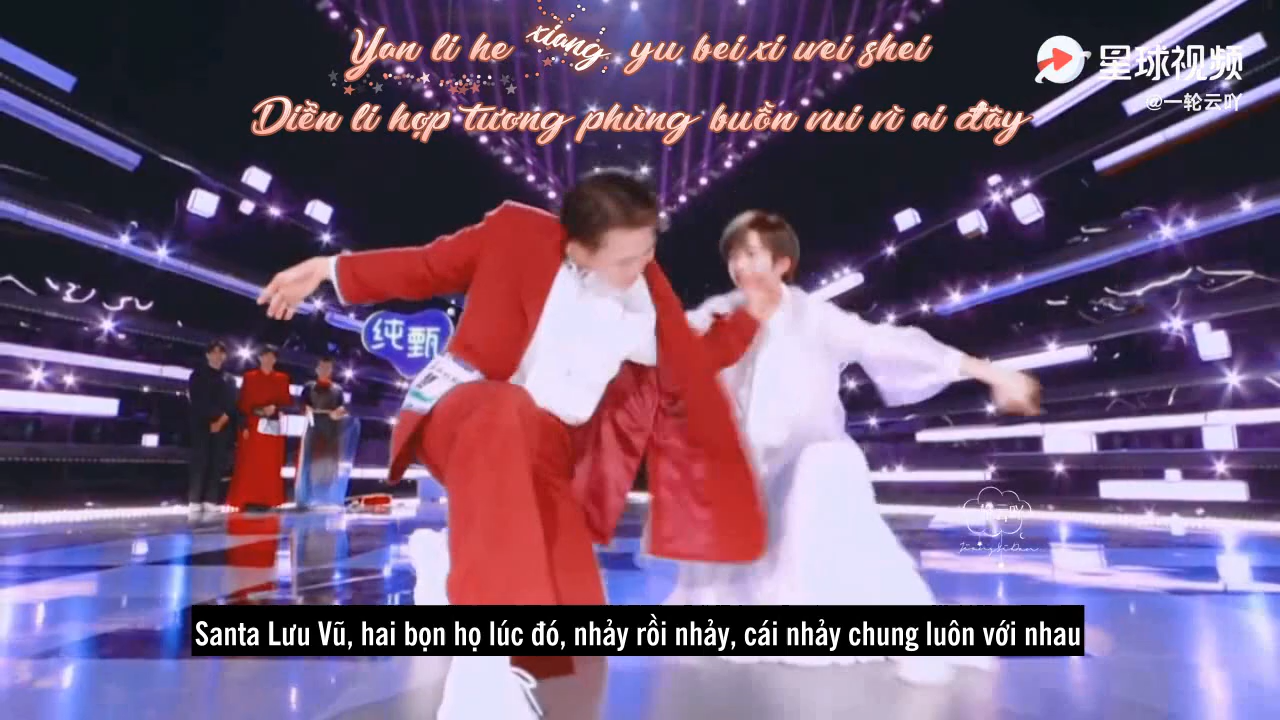 Yan li he xiang yu bei xi wei shei
星球视频
@一轮云吖
Diễn li hợp tương phùng buồn vui vì ai đây
纯甄
Santa Lưu Vũ, hai bọn họ lúc đó, nhảy rồi nhảy, cái nhảy chung luôn với nhau